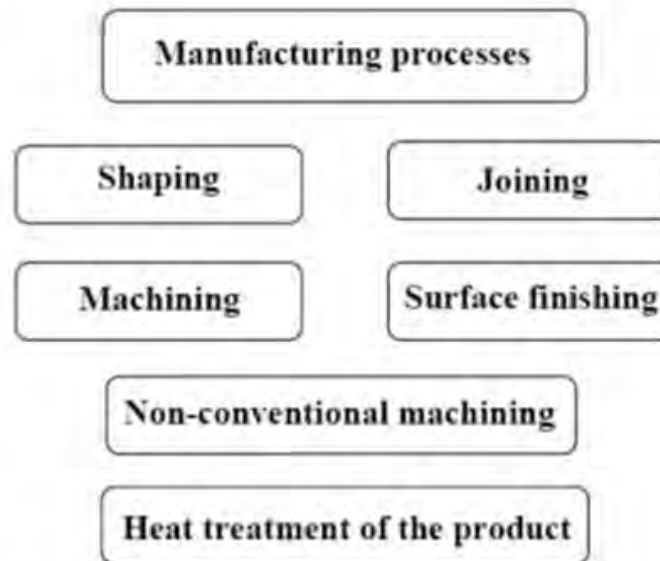 Manufacturing processes
Shaping
Joining
Machining
Surface finishing
Non-conventional machining
Heat treatment of the product